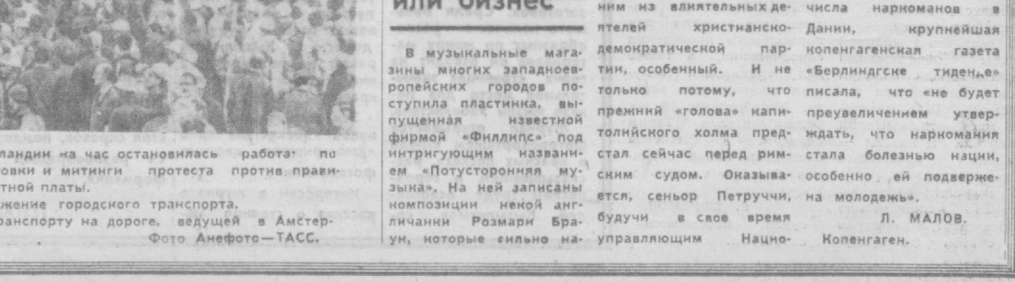 ландии на час остановилась работа: по
овки и митинги протеста против прави-
тной платы.
жение городского транспорта.
ранспорту на дороге, ведущей в Амстер-
Фото Анефото—ТАСС.
или бизнес
В музыкальные мага-
зины многих западноев-
ропейских городов по-
ступила пластинка, вы-
пущенная известной
фирмой «Филлипс» под
интригующим названи-
ем «Потусторонняя му-
зыка». На ней записаны
композиции некой анг-
личанки Розмари Бра-
ун, которые сильно на-
ним из влиятельных де-
ятелей христианско-
демократической пар-
тии, особенный. И не
только потому, что
прежний «голова» капи-
толийского холма пред-
стал сейчас перед рим-
ским судом. Оказыва-
ется, сеньор Петруччи,
будучи в свое время
управляющим Нацио-
числа наркоманов в
Дании, крупнейшая
копенгагенская газета
«Берлиндгске тиденде»
писала, что «не будет
преувеличением утвер-
ждать, что наркомания
стала болезнью нации,
особенно ей подверже-
на молодежь».
Л. МАЛОВ.
Копенгаген.